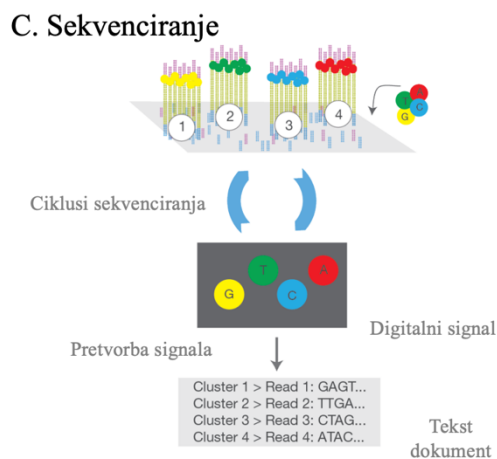 C. Sekvenciranje
1
2
3
4
T
A
G
C
Ciklusi sekvenciranja
T
A
G
C
Digitalni signal
Pretvorba signala
Cluster 1 > Read 1: GAGT...
Cluster 2 > Read 2: TTGA...
Cluster 3 > Read 3: CTAG...
Cluster 4 > Read 4: ATAC...
Tekst
dokument